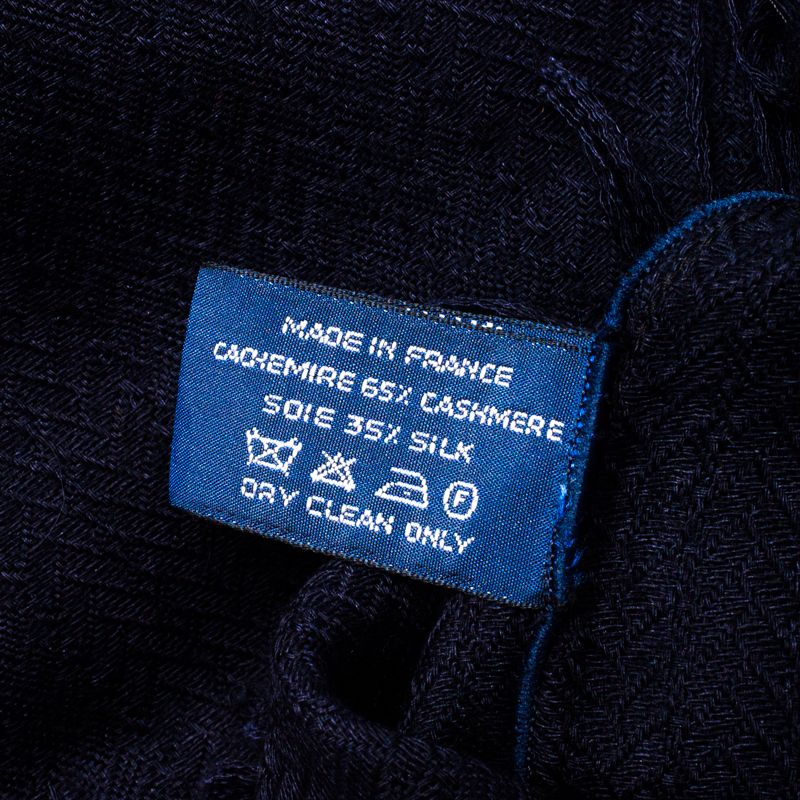 MADE IN FRANCE
CACHEMIRE 65% CASHMERE
SOIE 35% SILK
F
DRY CLEAN ONLY